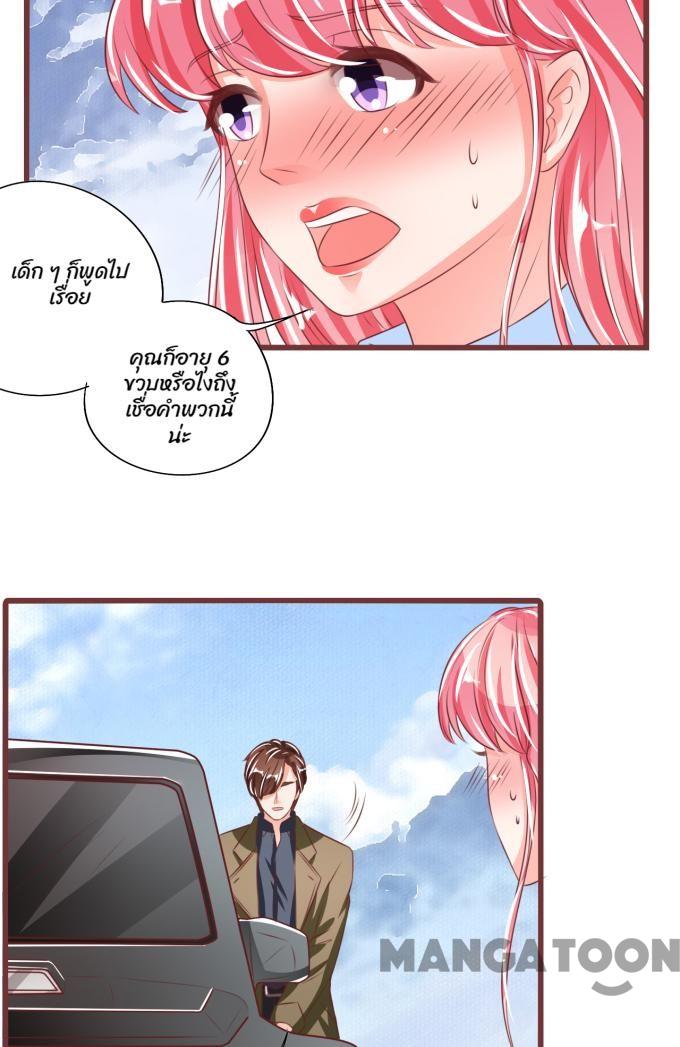 เด็ก ๆ ก็พูดไป
เรื่อย
คุณก็อายุ 6
ขวบหรือไงถึง
เชื่อคำพวกนี้
น่ะ
MANGATOON